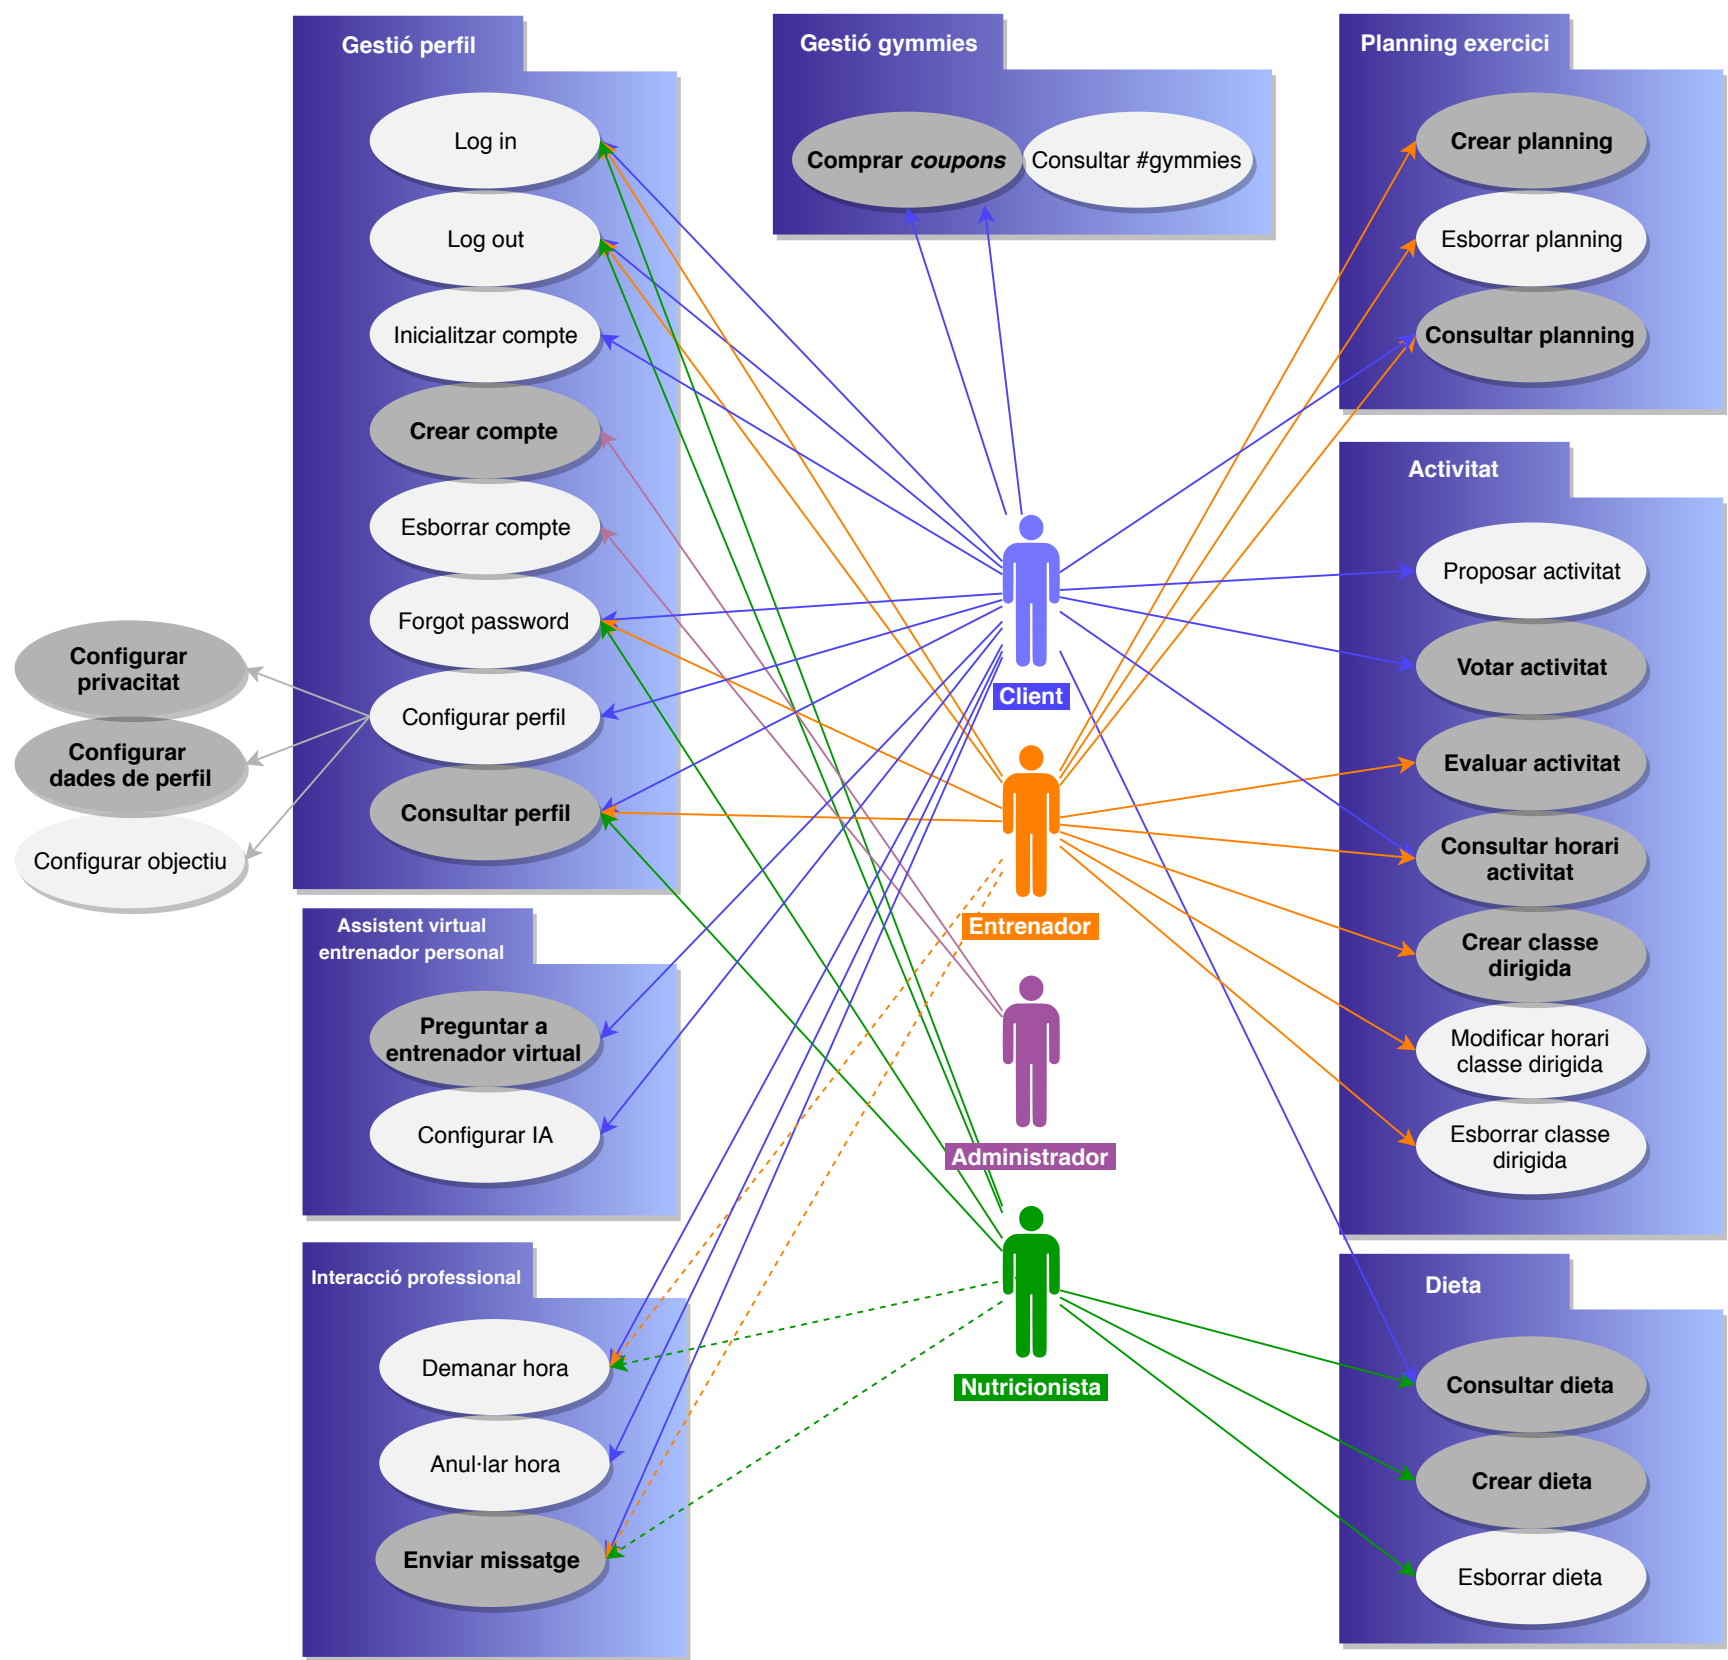 Gestió perfil
Log in
Log out
Inicialitzar compte
Crear compte
Esborrar compte
Forgot password
Configurar perfil
Consultar perfil
Configurar
privacitat
Configurar
dades de perfil
Configurar objectiu
Assistent virtual
entrenador personal
Preguntar a
entrenador virtual
Configurar IA
Interacció professional
Demanar hora
Anul·lar hora
Enviar missatge
Gestió gymmies
Comprar coupons
Consultar #gymmies
Client
Entrenador
Administrador
Nutricionista
Planning exercici
Crear planning
Esborrar planning
Consultar planning
Activitat
Proposar activitat
Votar activitat
Evaluar activitat
Consultar horari
activitat
Crear classe
dirigida
Modificar horari
classe dirigida
Esborrar classe
dirigida
Dieta
Consultar dieta
Crear dieta
Esborrar dieta